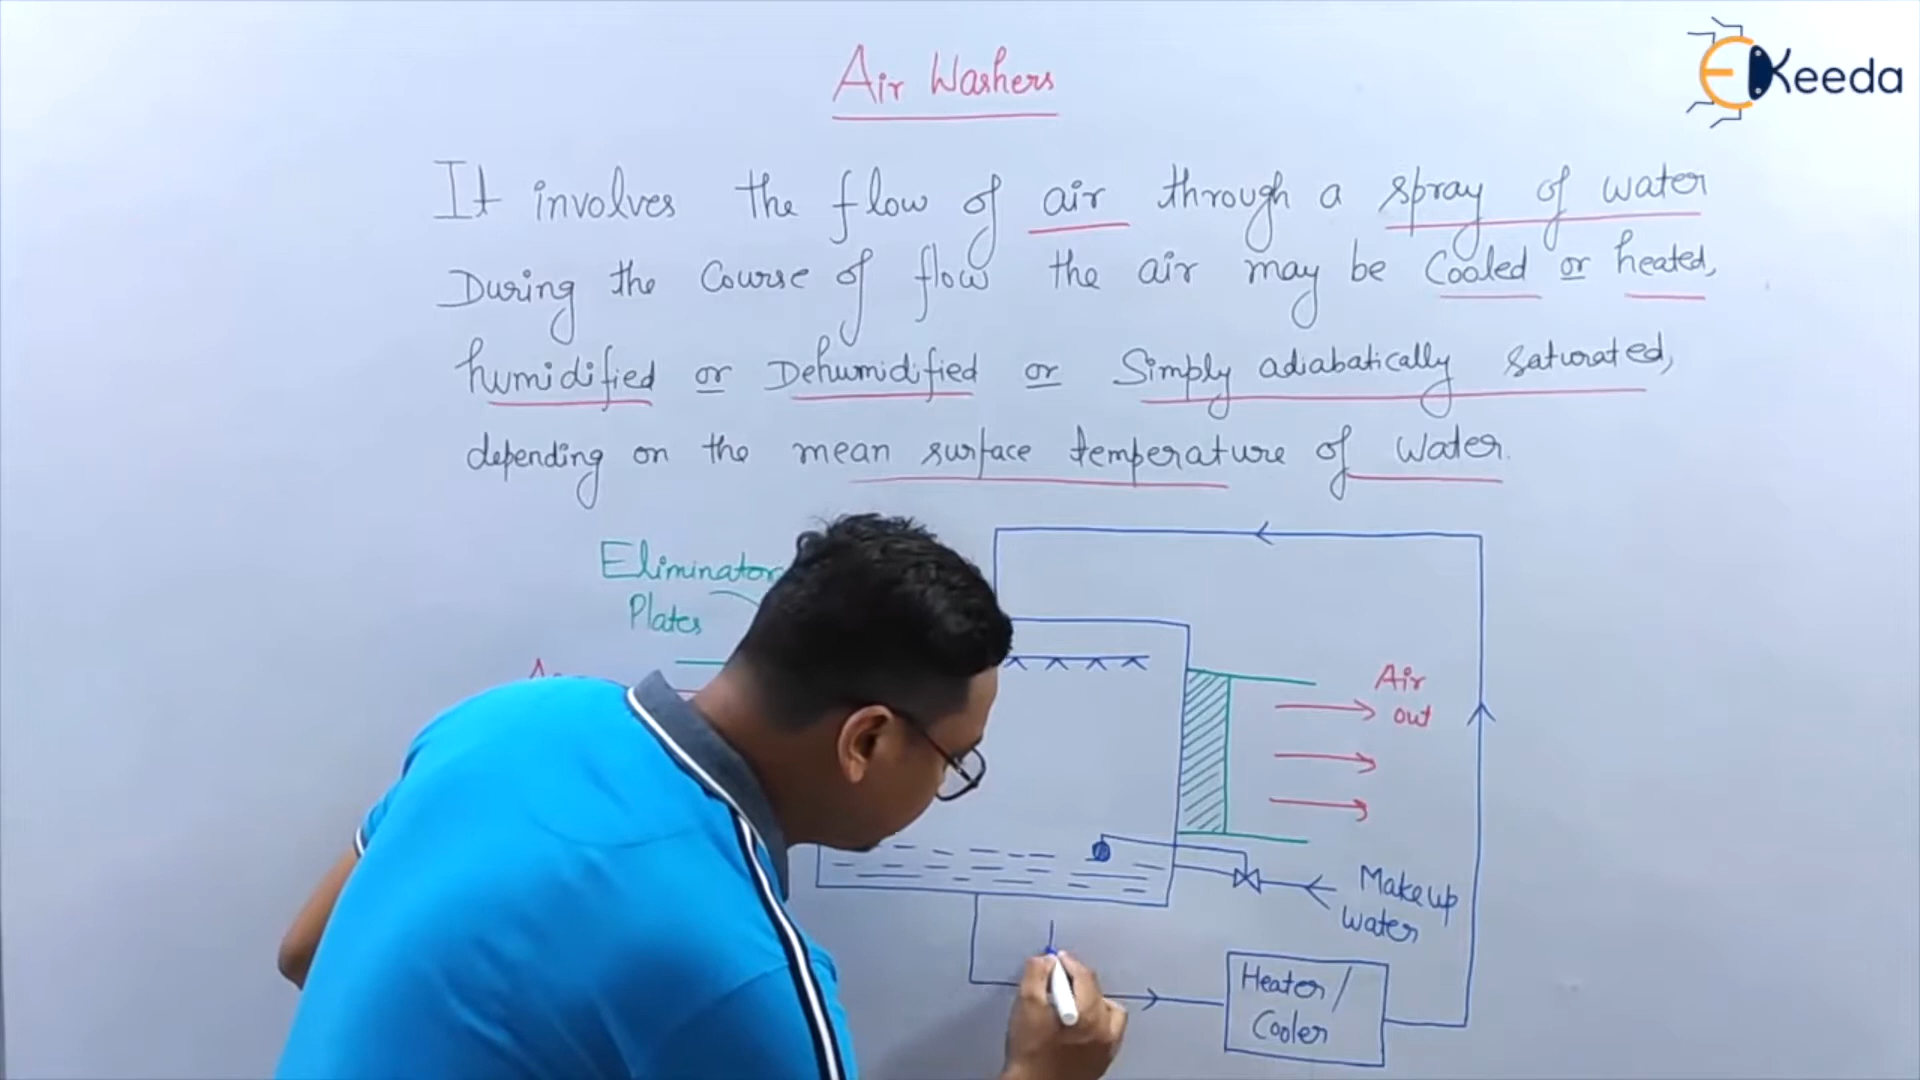 Air Washers
EKeeda
It involves the flow of air through a spray of water
During the course of flow the air may be Cooled or heated,
humidified or Dehumidified or Simply adiabatically saturated,
depending on the mean surface temperature of Water.
Eliminator
Plates
Air
out
Makeup
Water
Heater/
Cooler